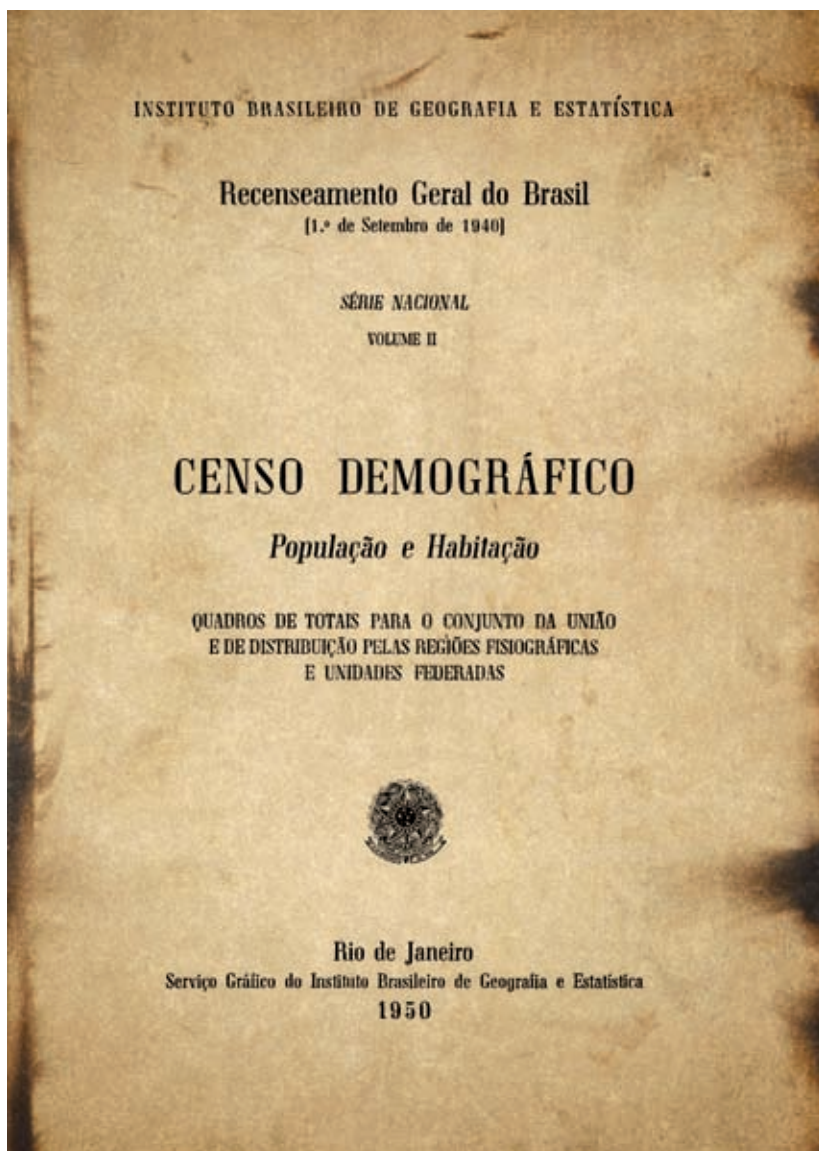 INSTITUTO BRASILEIRO DE GEOGRAFIA E ESTATÍSTICA
Recenseamento Geral do Brasil
[1.º de Setembro de 1940]
SÉRIE NACIONAL
VOLUME II
CENSO DEMOGRÁFICO
População e Habitação
QUADROS DE TOTAIS PARA O CONJUNTO DA UNIÃO
E DE DISTRIBUIÇÃO PELAS REGIÕES FISIOGRÁFICAS
E UNIDADES FEDERADAS
Rio de Janeiro
Serviço Gráfico do Instituto Brasileiro de Geografia e Estatística
1950